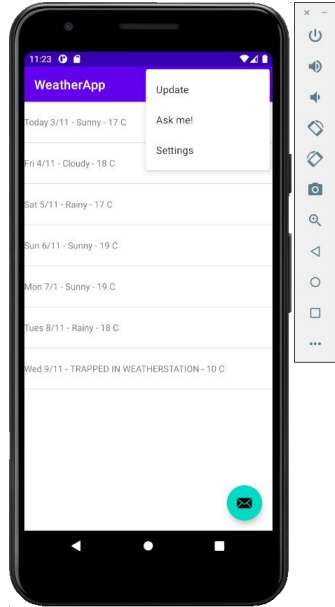 11:23
WeatherApp
Update
Ask me!
Settings
Today 3/11 - Sunny - 17 C
Fri 4/11 - Cloudy - 18 C
Sat 5/11 - Rainy - 17 C
Sun 6/11 - Sunny - 19 C
Mon 7/1 - Sunny - 19 C
Tues 8/11 - Rainy - 18 C
Wed 9/11 - TRAPPED IN WEATHERSTATION - 10 C